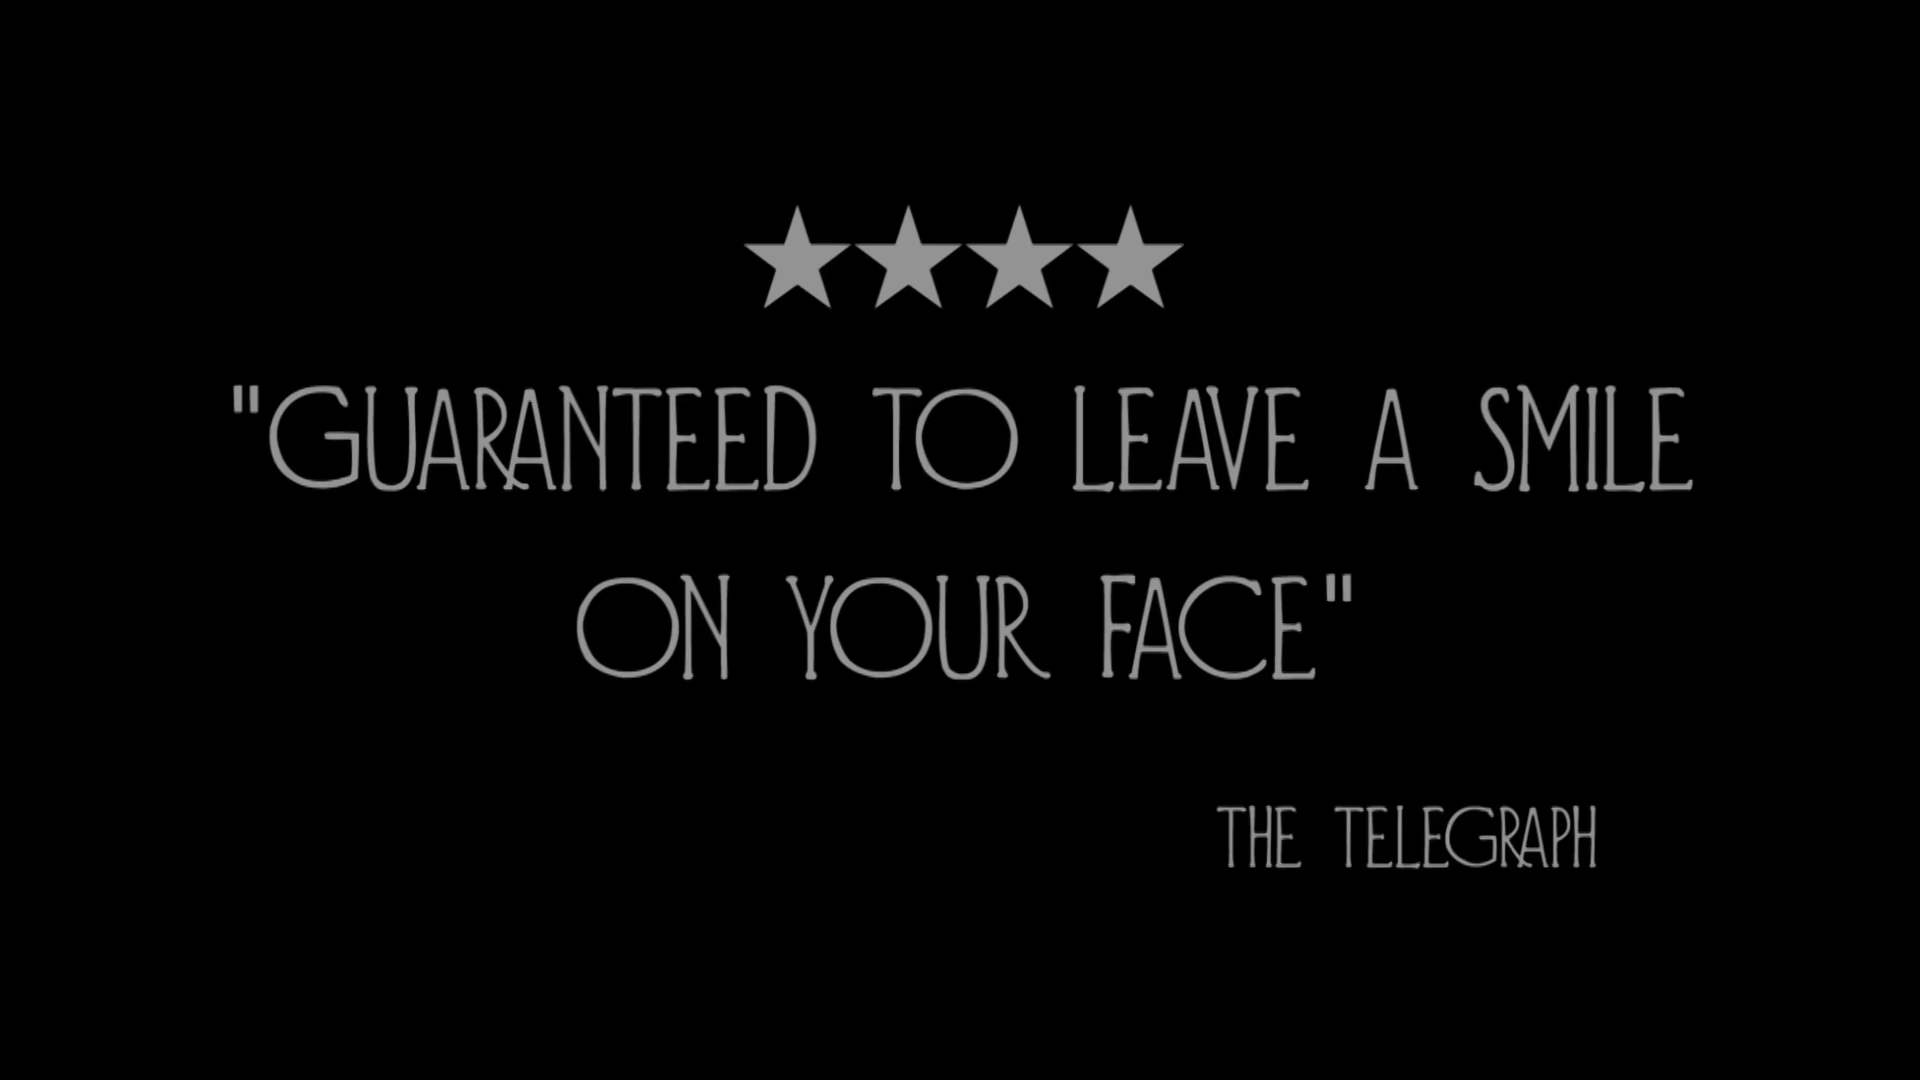 ★★★★
"GUARANTEED TO LEAVE A SMILE
ON YOUR FACE"
THE TELEGRAPH